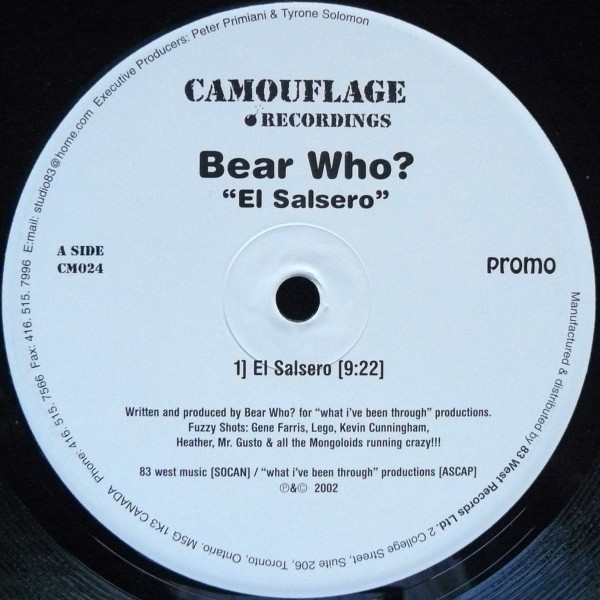 CAMOUFLAGE
RECORDINGS
Bear Who?
“El Salsero”
A SIDE
CM024
promo
1] El Salsero [9:22]
Written and produced by Bear Who? for “what i’ve been through” productions.
Fuzzy Shots: Gene Farris, Lego, Kevin Cunningham,
Heather, Mr. Gusto & all the Mongoloids running crazy!!!
83 west music [SOCAN] / “what i’ve been through” productions [ASCAP]
℗&© 2002
Manufactured & distributed by 83 West Records Ltd. 2 College Street, Suite 206, Toronto, Ontario. M5G 1K3 CANADA Phone: 416. 515. 7566 Fax: 416. 515. 7996 E:mail: studio83@home.com Executive Producers: Peter Primiani & Tyrone Solomon